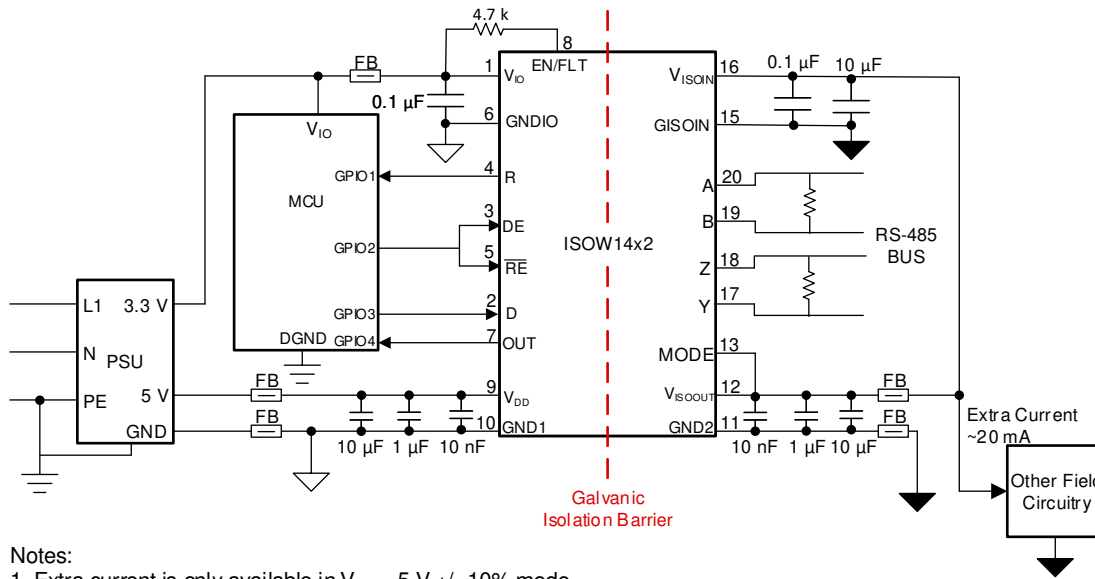 4.7 k
8
EN/FLT
FB
1
V_IO
0.1 µF
6
GNDIO
V_IO
GPIO1
4
R
MCU
3
DE
GPIO2
5
RE
ISOW14x2
GPIO3
2
D
DGND
GPIO4
7
OUT
L1
3.3 V
N
PSU
PE
5 V
GND
FB
FB
9
V_DD
10
GND1
10 µF
1 µF
10 nF
V_ISOIN
16
0.1 µF
10 µF
GISOIN
15
A
20
B
19
RS-485
BUS
Z
18
Y
17
MODE
13
V_ISOOUT
12
FB
GND2
11
FB
10 nF
1 µF
10 µF
Extra Current
~20 mA
Other Field
Circuitry
Galvanic
Isolation Barrier
Notes: